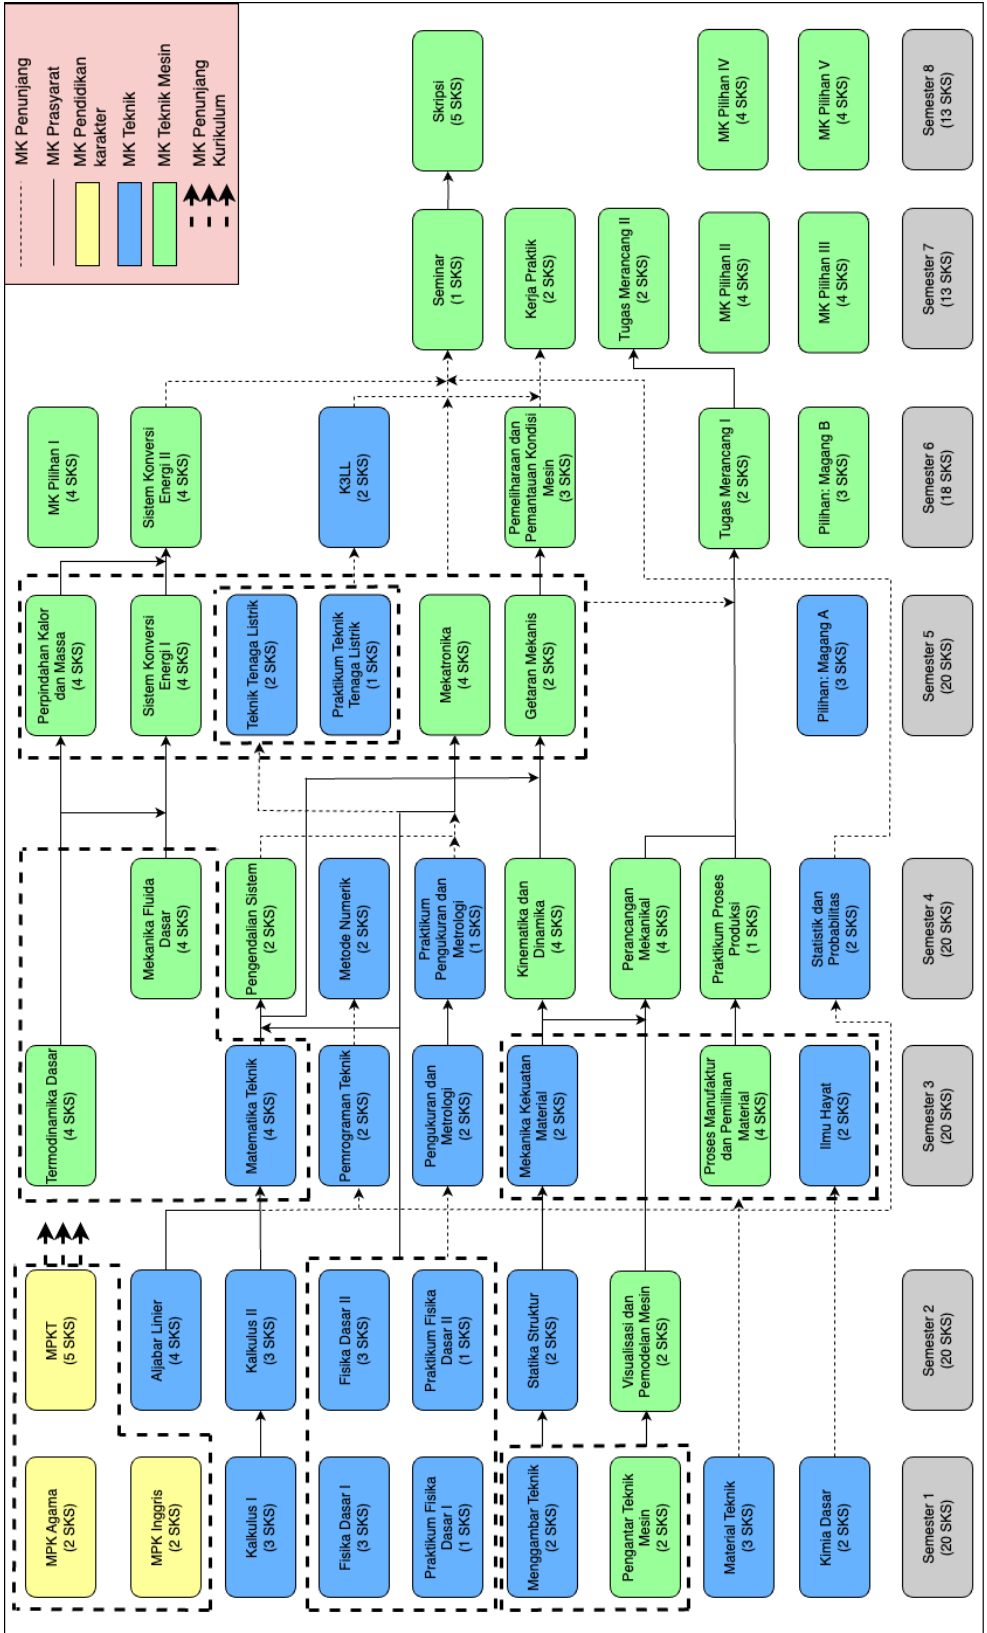 MK Penunjang
MK Prasyarat
MK Pendidikan
karakter
MK Teknik
MK Teknik Mesin
MK Penunjang
Kurikulum
MPK Agama
(2 SKS)
MPK Inggris
(2 SKS)
Kalkulus I
(3 SKS)
Fisika Dasar I
(3 SKS)
Praktikum Fisika
Dasar I
(1 SKS)
Menggambar Teknik
(2 SKS)
Pengantar Teknik
Mesin
(2 SKS)
Material Teknik
(3 SKS)
Kimia Dasar
(2 SKS)
Semester 1
(20 SKS)
MPKT
(5 SKS)
Aljabar Linier
(4 SKS)
Kalkulus II
(3 SKS)
Fisika Dasar II
(3 SKS)
Praktikum Fisika
Dasar II
(1 SKS)
Statika Struktur
(2 SKS)
Visualisasi dan
Pemodelan Mesin
(2 SKS)
Semester 2
(20 SKS)
Termodinamika Dasar
(4 SKS)
Matematika Teknik
(4 SKS)
Pemrograman Teknik
(2 SKS)
Pengukuran dan
Metrologi
(2 SKS)
Mekanika Kekuatan
Material
(2 SKS)
Proses Manufaktur
dan Pemilihan
Material
(4 SKS)
Ilmu Hayat
(2 SKS)
Semester 3
(20 SKS)
Mekanika Fluida
Dasar
(4 SKS)
Pengendalian Sistem
(2 SKS)
Metode Numerik
(2 SKS)
Praktikum
Pengukuran dan
Metrologi
(1 SKS)
Kinematika dan
Dinamika
(4 SKS)
Perancangan
Mekanikal
(4 SKS)
Praktikum Proses
Produksi
(1 SKS)
Statistik dan
Probabilitas
(2 SKS)
Semester 4
(20 SKS)
Perpindahan Kalor
dan Massa
(4 SKS)
Sistem Konversi
Energi I
(4 SKS)
Teknik Tenaga Listrik
(2 SKS)
Praktikum Teknik
Tenaga Listrik
(1 SKS)
Mekatronika
(4 SKS)
Getaran Mekanis
(2 SKS)
Pilihan: Magang A
(3 SKS)
Semester 5
(20 SKS)
MK Pilihan I
(4 SKS)
Sistem Konversi
Energi II
(4 SKS)
K3LL
(2 SKS)
Pemeliharaan dan
Pemantauan Kondisi
Mesin
(3 SKS)
Tugas Merancang I
(2 SKS)
Pilihan: Magang B
(3 SKS)
Semester 6
(18 SKS)
Seminar
(1 SKS)
Kerja Praktik
(2 SKS)
Tugas Merancang II
(2 SKS)
MK Pilihan II
(4 SKS)
MK Pilihan III
(4 SKS)
Semester 7
(13 SKS)
Skripsi
(5 SKS)
MK Pilihan IV
(4 SKS)
MK Pilihan V
(4 SKS)
Semester 8
(13 SKS)